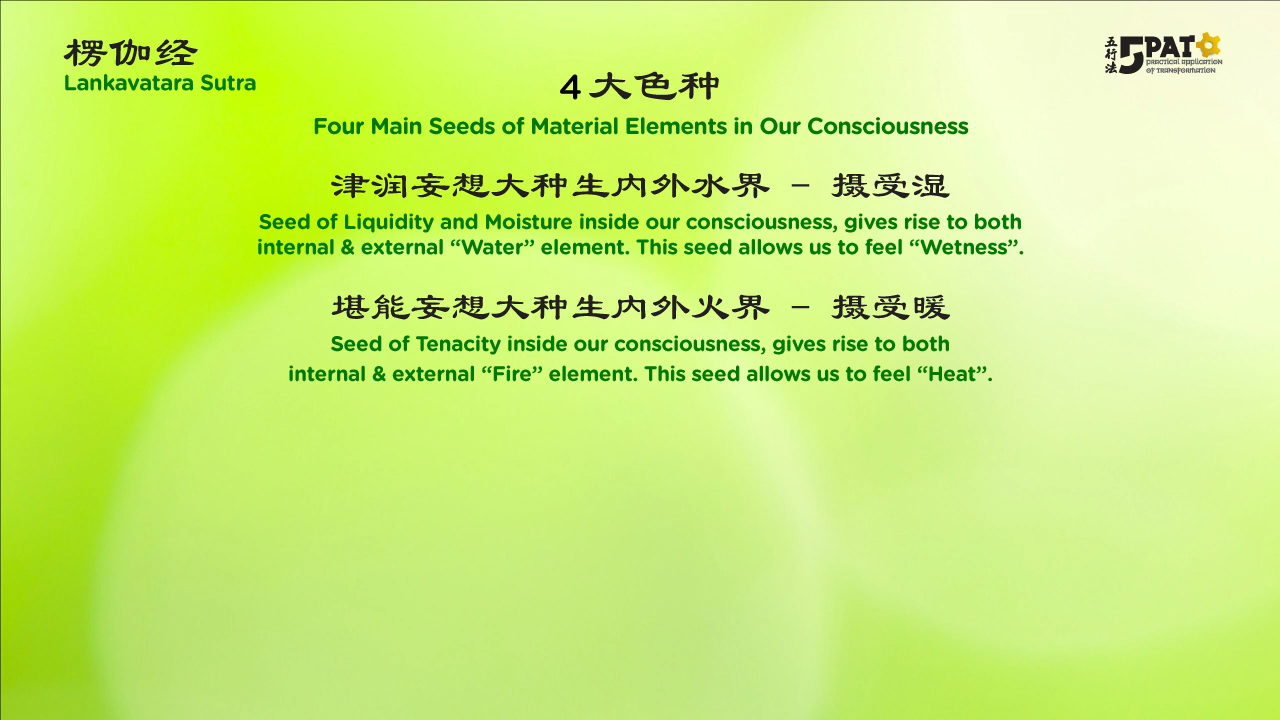 楞伽经
Lankavatara Sutra
五行法
5PAT
PRACTICAL APPLICATION
OF TRANSFORMATION
4大色种
Four Main Seeds of Material Elements in Our Consciousness
津润妄想大种生内外水界 – 摄受湿
Seed of Liquidity and Moisture inside our consciousness, gives rise to both
internal & external “Water” element. This seed allows us to feel “Wetness”.
堪能妄想大种生内外火界 – 摄受暖
Seed of Tenacity inside our consciousness, gives rise to both
internal & external “Fire” element. This seed allows us to feel “Heat”.